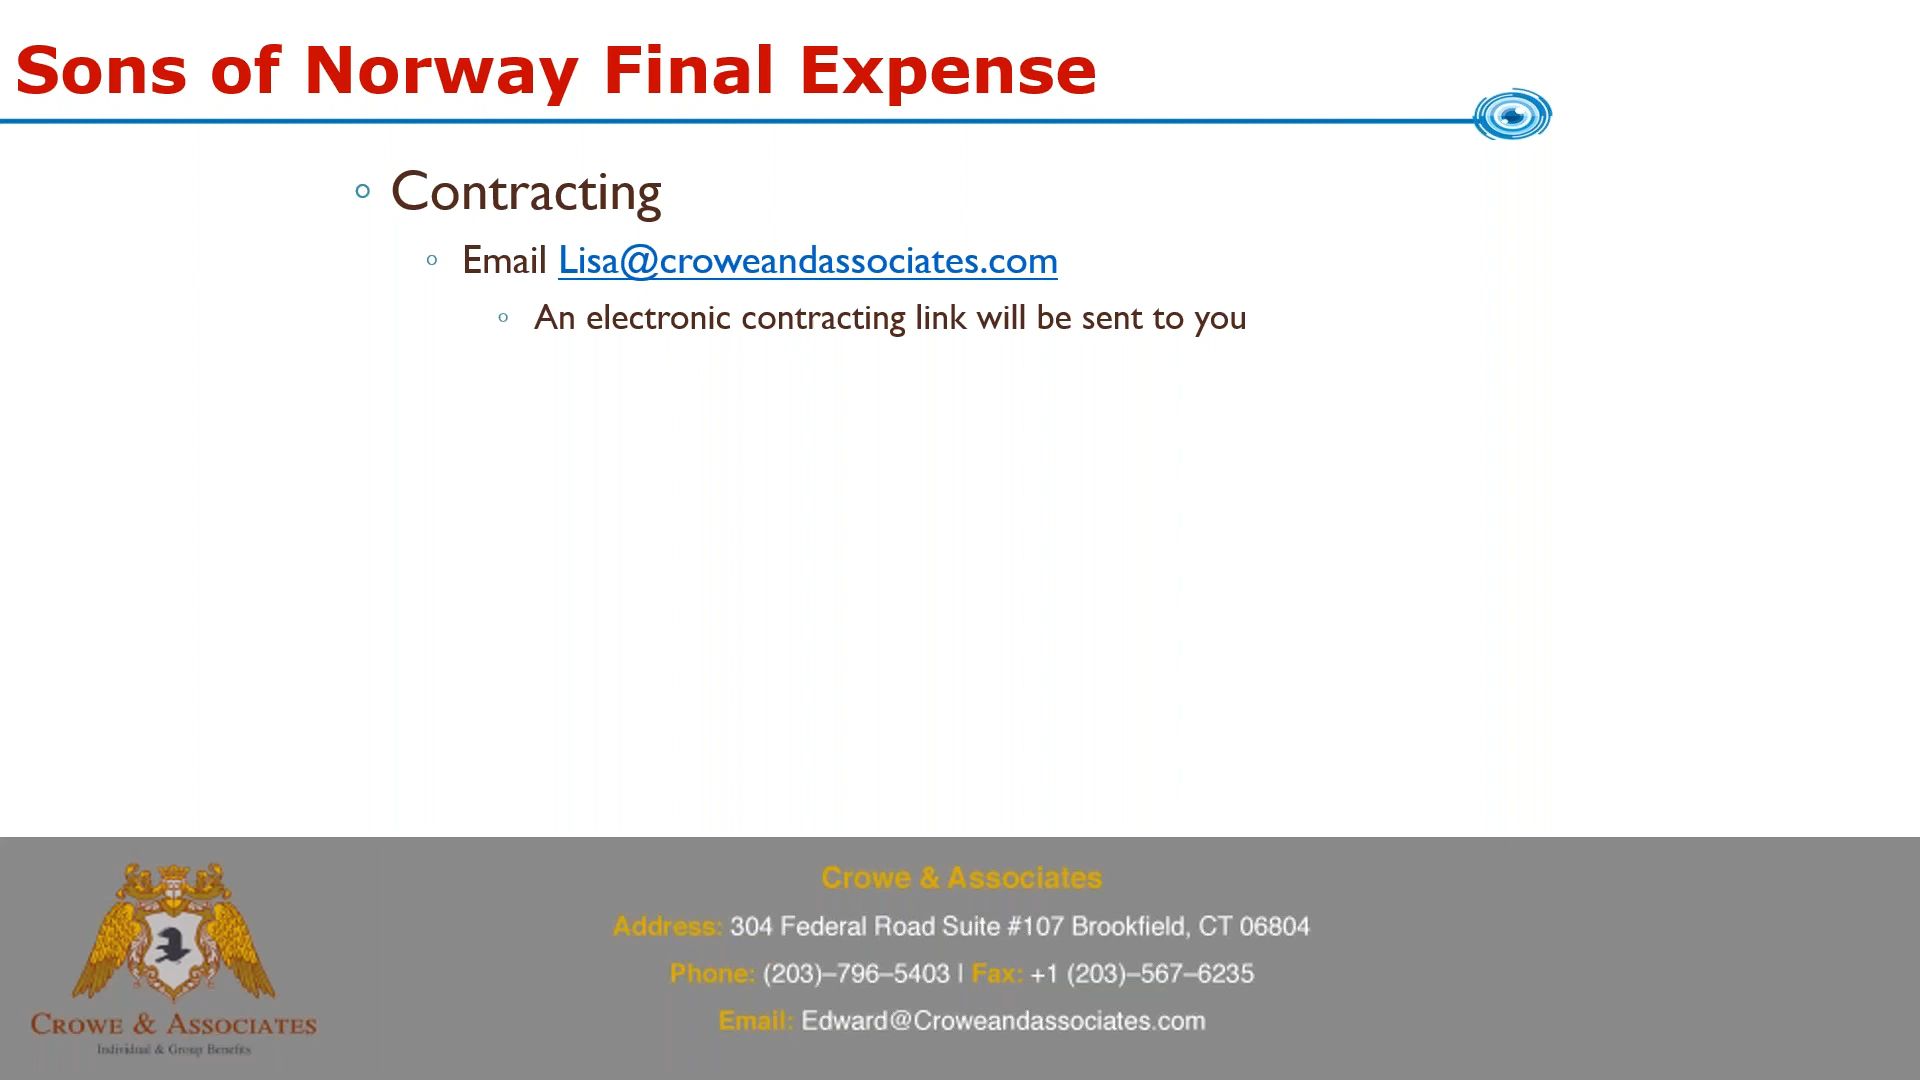 Sons of Norway Final Expense
Contracting
Email Lisa@croweandassociates.com
An electronic contracting link will be sent to you
Crowe & Associates
Address: 304 Federal Road Suite #107 Brookfield, CT 06804
Phone: (203)–796–5403 | Fax: +1 (203)–567–6235
Email: Edward@Croweandassociates.com
CROWE & ASSOCIATES
Individual & Group Benefits